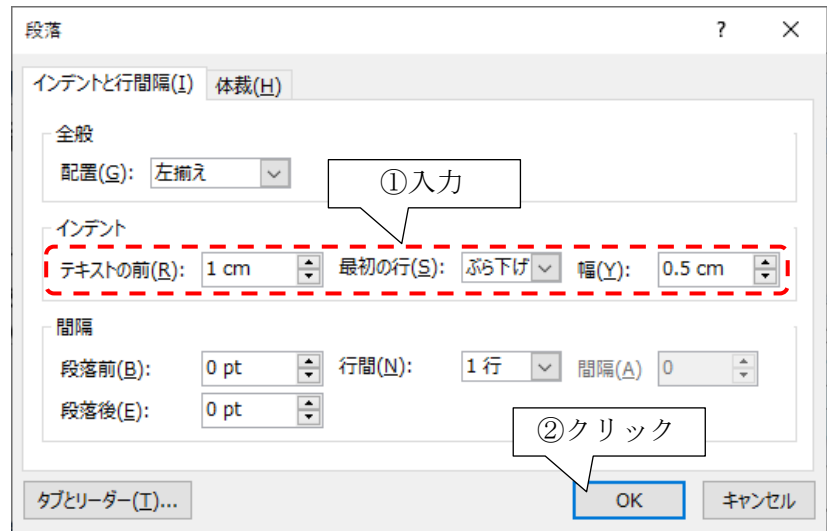 段落 ? ×
インデントと行間隔(I) 体裁(H)
全般
配置(G): 左揃え
①入力
インデント
テキストの前(R): 1 cm 最初の行(S): ぶら下げ 幅(Y): 0.5 cm
間隔
段落前(B): 0 pt 行間(N): 1 行 間隔(A) 0
段落後(E): 0 pt
②クリック
タブとリーダー(T)... OK キャンセル